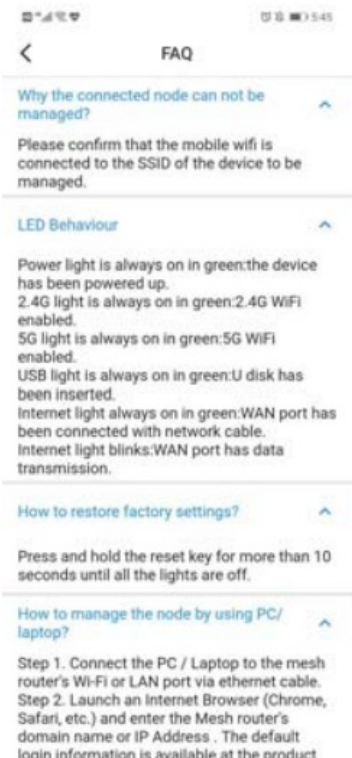 5:45
FAQ
Why the connected node can not be
managed?
Please confirm that the mobile wifi is
connected to the SSID of the device to be
managed.
LED Behaviour
Power light is always on in green:the device
has been powered up.
2.4G light is always on in green:2.4G WiFi
enabled.
5G light is always on in green:5G WiFi
enabled.
USB light is always on in green:U disk has
been inserted.
Internet light always on in green:WAN port has
been connected with network cable.
Internet light blinks:WAN port has data
transmission.
How to restore factory settings?
Press and hold the reset key for more than 10
seconds until all the lights are off.
How to manage the node by using PC/
laptop?
Step 1. Connect the PC / Laptop to the mesh
router's Wi-Fi or LAN port via ethernet cable.
Step 2. Launch an Internet Browser (Chrome,
Safari, etc.) and enter the Mesh router's
domain name or IP Address . The default
login information is available at the product